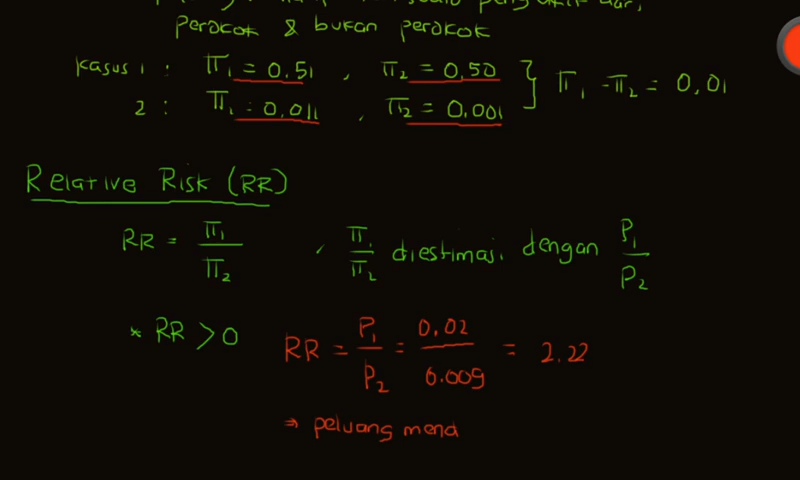 perokok & bukan perokok
Kasus 1 : π₁ = 0.51 , π₂ = 0.50 } π₁ - π₂ = 0,01
2 : π₁ = 0.011 , π₂ = 0.001
Relative Risk (RR)
RR = π₁/π₂ , π₁/π₂ diestimasi dengan P₁/P₂
* RR > 0
RR = P₁/P₂ = 0.02/0.009 = 2.22
⇒ peluang mend